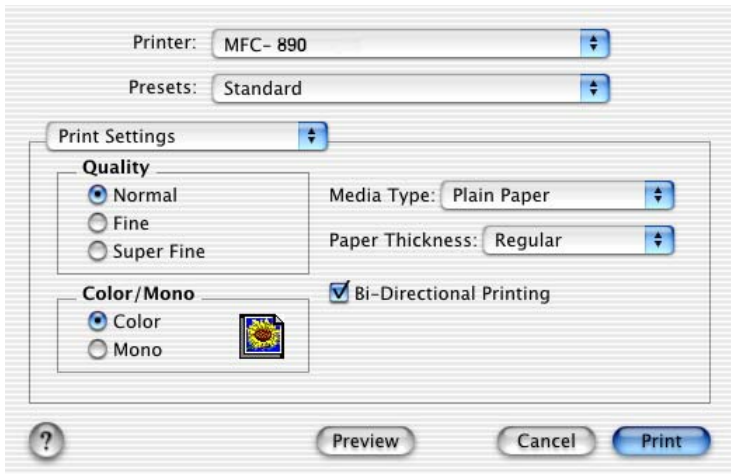 Printer: MFC- 890
Presets: Standard
Print Settings
Quality
Normal
Fine
Super Fine
Media Type: Plain Paper
Paper Thickness: Regular
Color/Mono
Color
Mono
Bi-Directional Printing
?
Preview
Cancel
Print